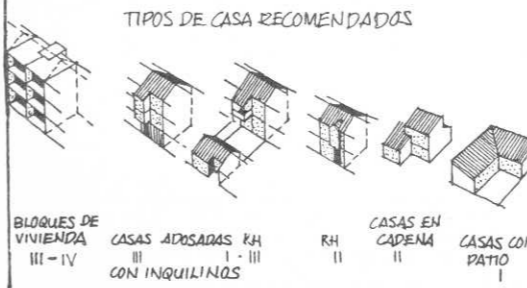 TIPOS DE CASA RECOMENDADOS
BLOQUES DE VIVIENDA
III - IV
CASAS ADOSADAS KH
III I - III
CON INQUILINOS
RH
II
CASAS EN CADENA
II
CASAS CON PATIO
I